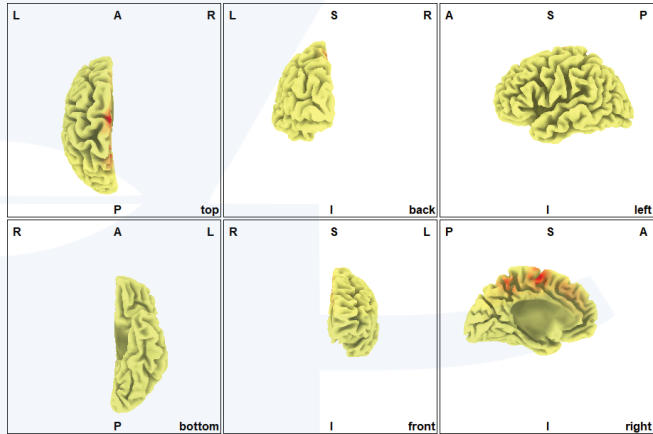 L A R
P top
L S R
I back
A S P
I left
R A L
P bottom
R S L
I front
P S A
I right